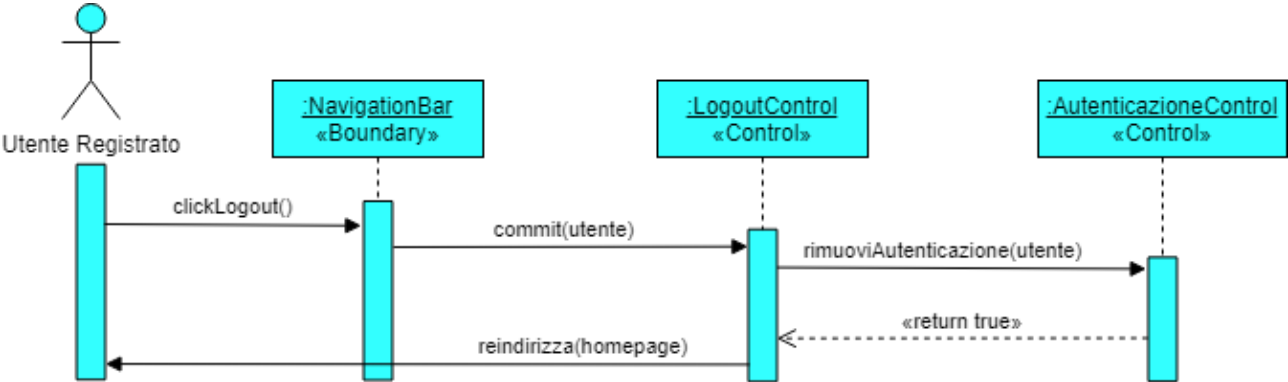 :NavigationBar
«Boundary»
:LogoutControl
«Control»
:AutenticazioneControl
«Control»
Utente Registrato
clickLogout()
commit(utente)
rimuoviAutenticazione(utente)
«return true»
reindirizza(homepage)